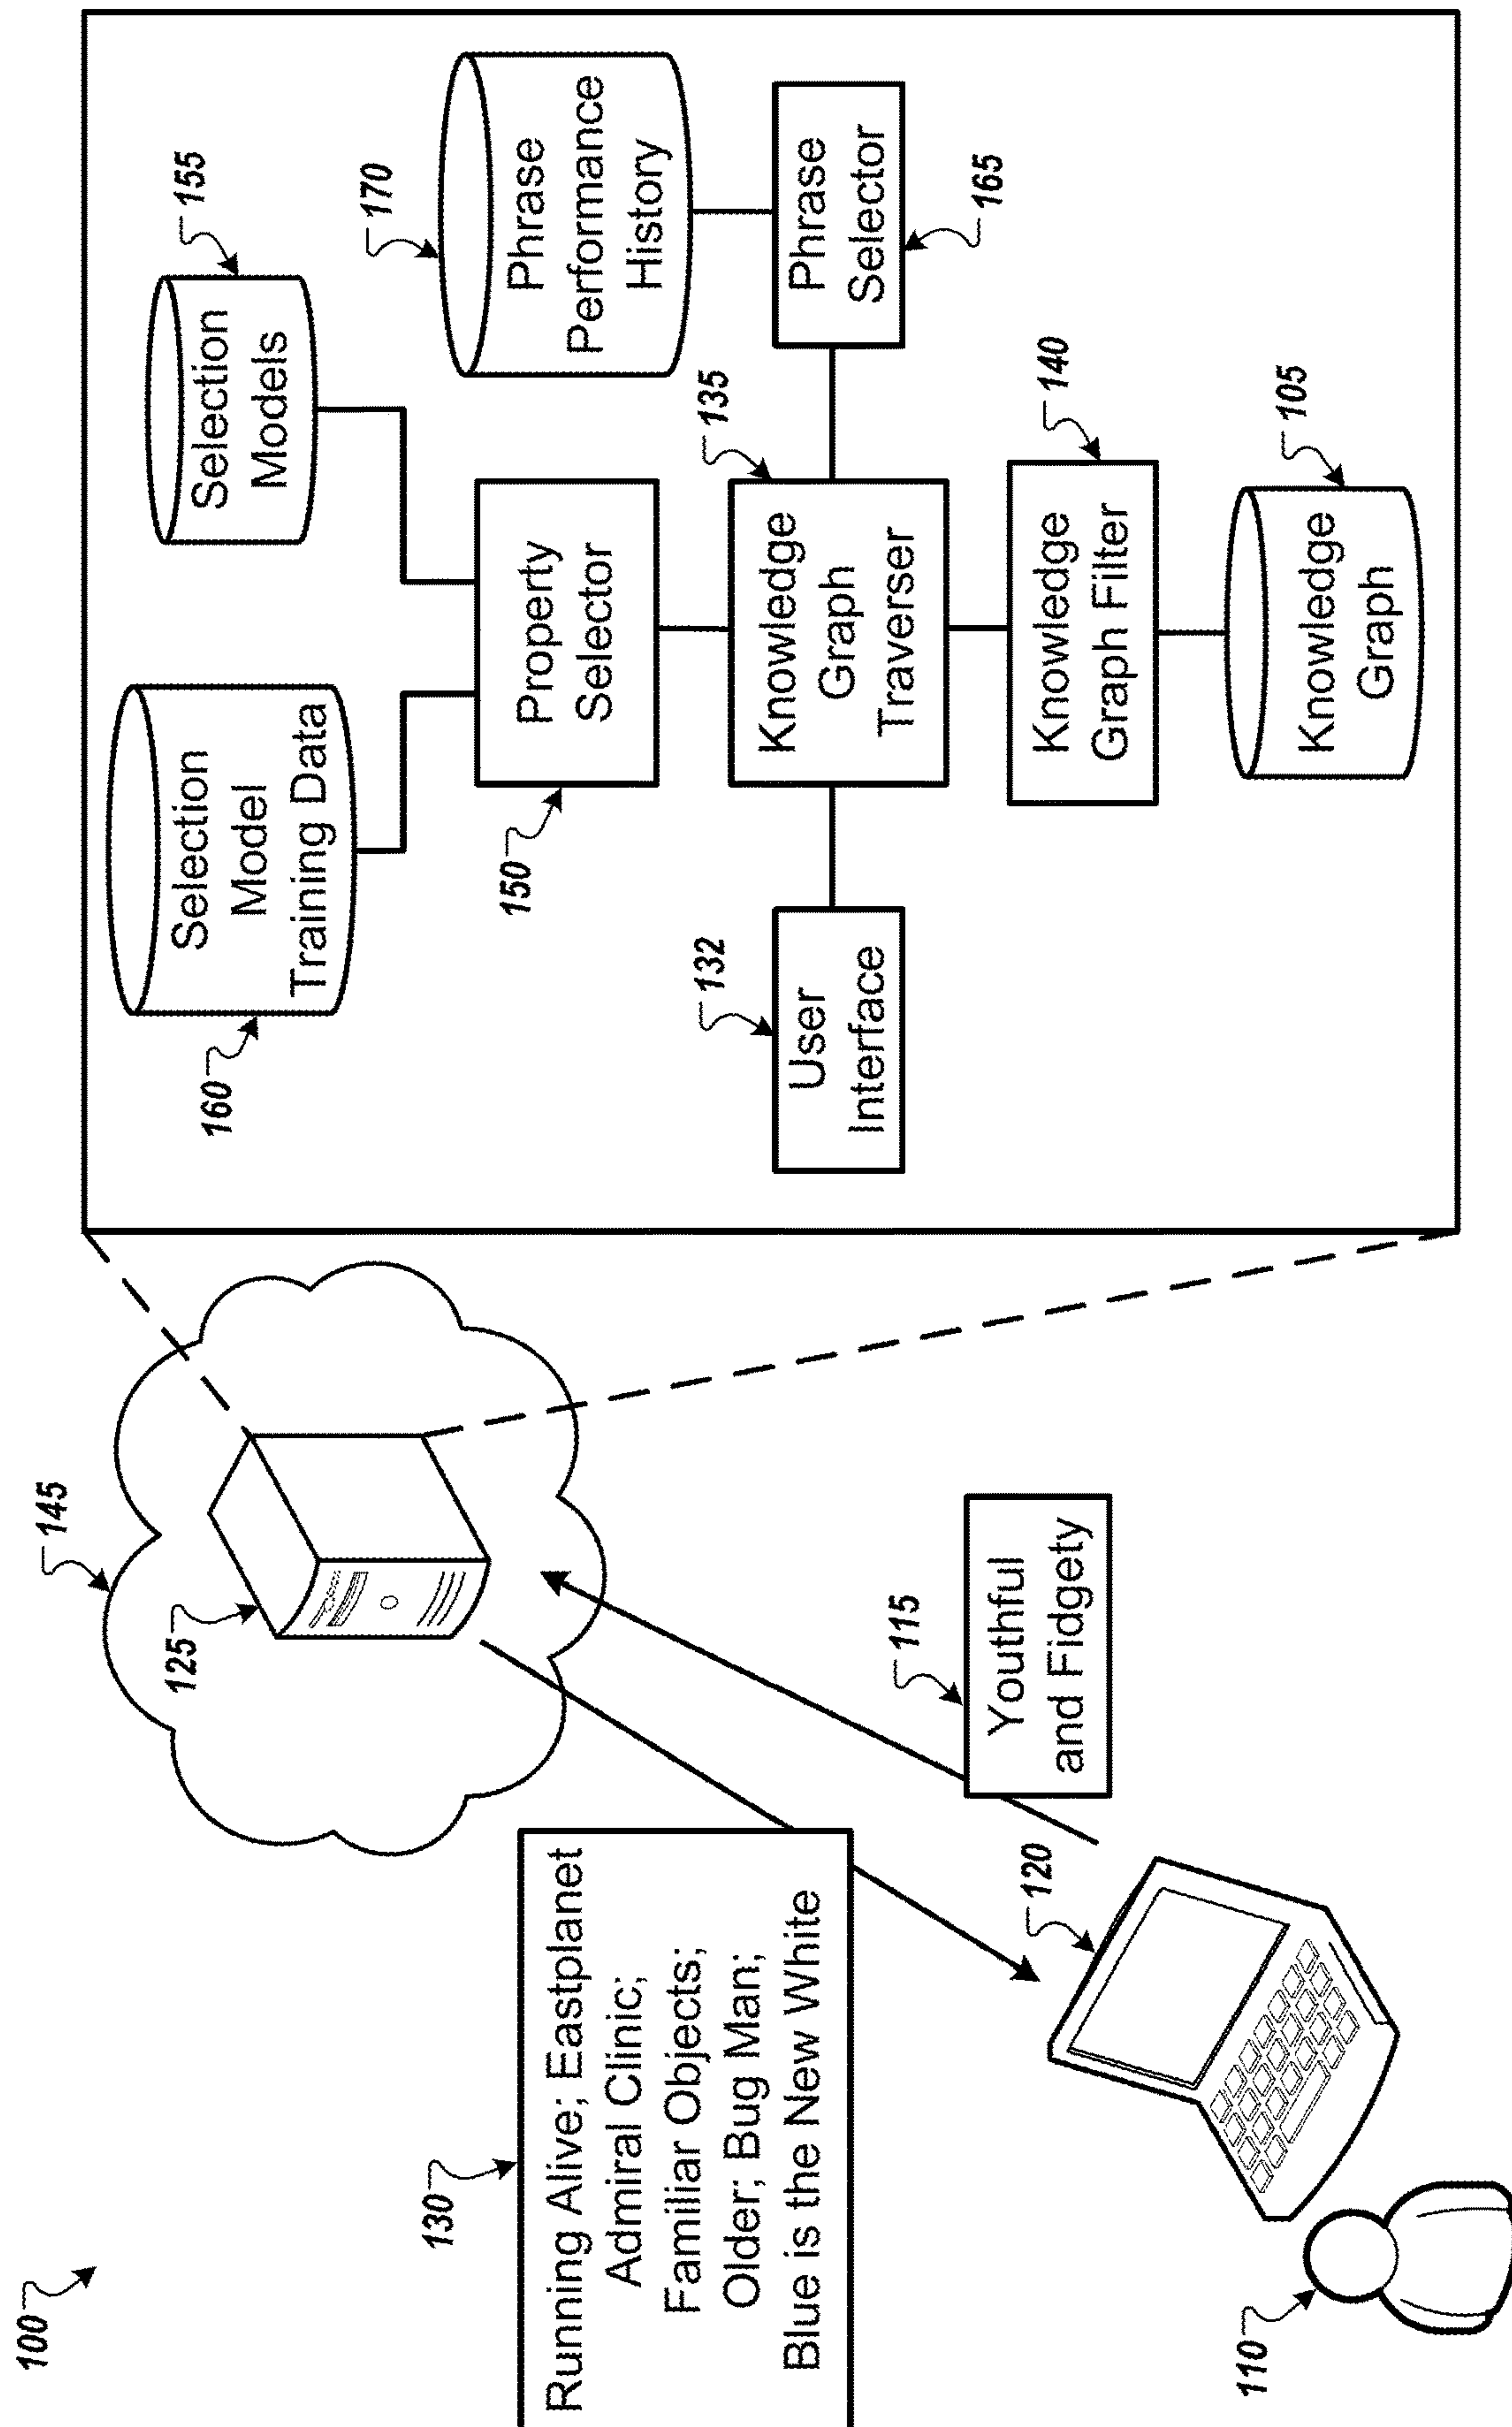 100
130
Running Alive; Eastplanet
Admiral Clinic;
Familiar Objects;
Older; Bug Man;
Blue is the New White
110
120
115
Youthful
and Fidgety
145
125
160
Selection
Model
Training Data
155
Selection
Models
150
Property
Selector
170
Phrase
Performance
History
132
User
Interface
135
Knowledge
Graph
Traverser
165
Phrase
Selector
140
Knowledge
Graph Filter
105
Knowledge
Graph